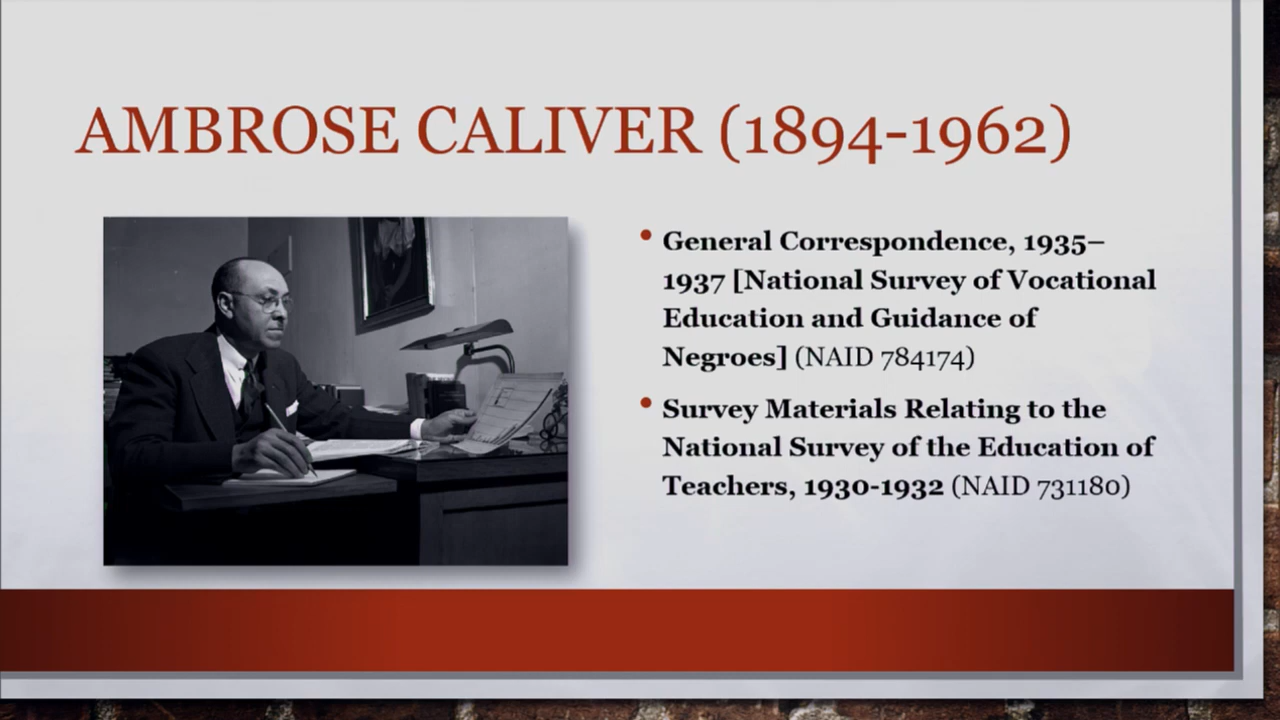 AMBROSE CALIVER (1894-1962)
• General Correspondence, 1935–
1937 [National Survey of Vocational
Education and Guidance of
Negroes] (NAID 784174)
• Survey Materials Relating to the
National Survey of the Education of
Teachers, 1930-1932 (NAID 731180)